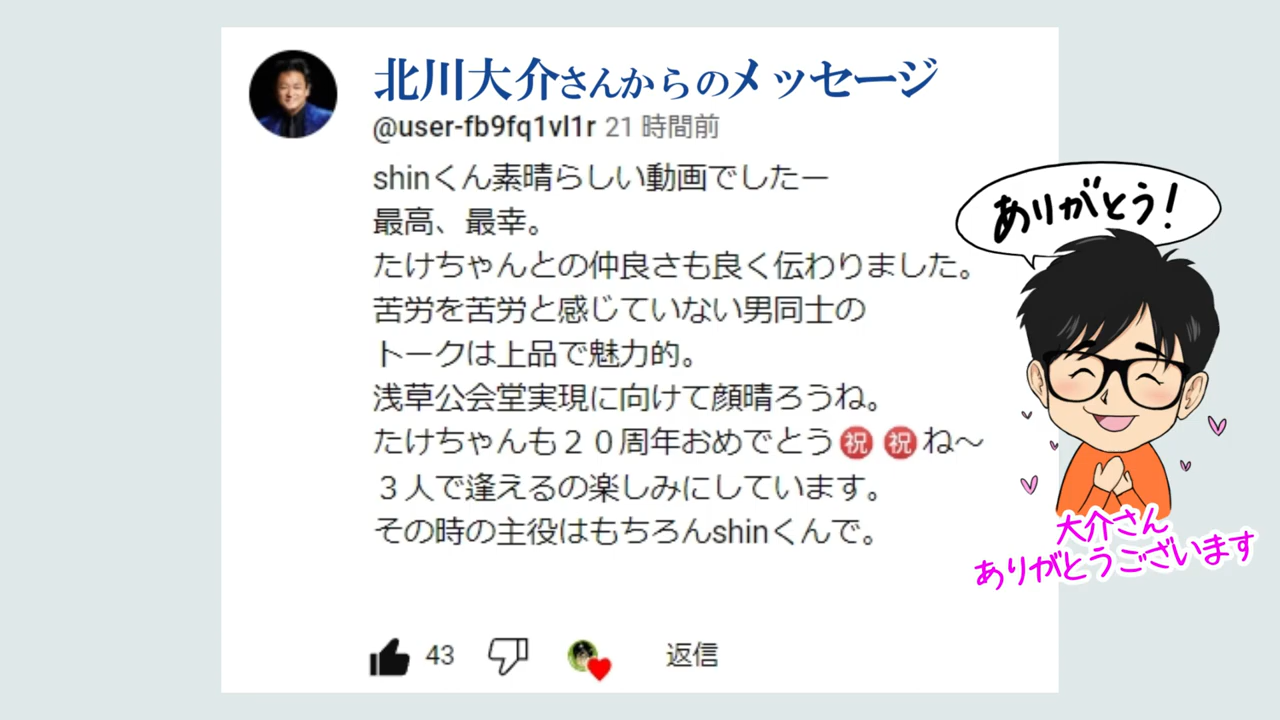 北川大介さんからのメッセージ
@user-fb9fq1vl1r 21 時間前
shinくん素晴らしい動画でしたー
最高、最幸。
たけちゃんとの仲良さも良く伝わりました。
苦労を苦労と感じていない男同士の
トークは上品で魅力的。
浅草公会堂実現に向けて顔晴ろうね。
たけちゃんも２０周年おめでとう㊗️㊗️ね〜
３人で逢えるの楽しみにしています。
その時の主役はもちろんshinくんで。
43
返信
ありがとう！
大介さん
ありがとうございます